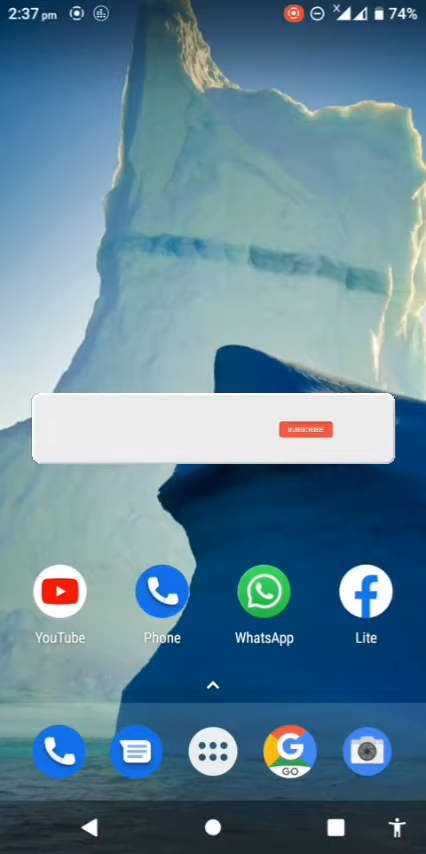 2:37 pm
74%
SUBSCRIBE
YouTube
Phone
WhatsApp
Lite
G
GO